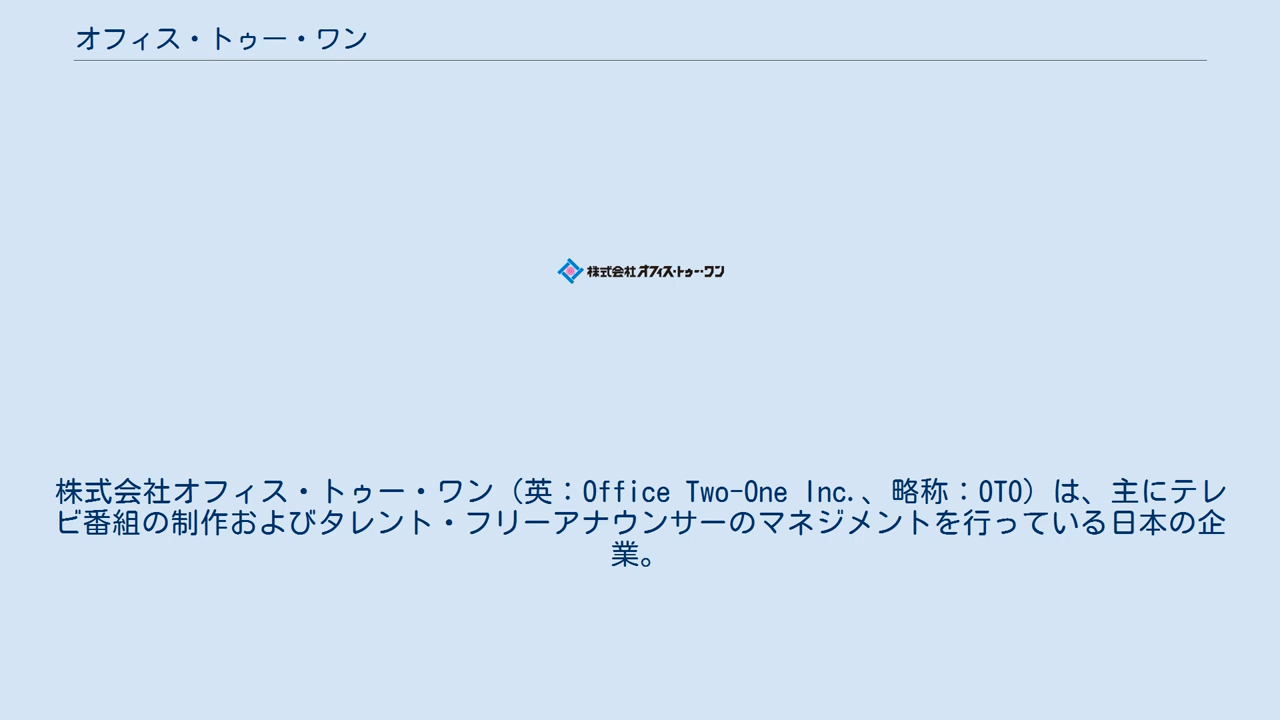 オフィス・トゥー・ワン
株式会社オフィス・トゥー・ワン
株式会社オフィス・トゥー・ワン（英：Office Two-One Inc.、略称：OTO）は、主にテレ
ビ番組の制作およびタレント・フリーアナウンサーのマネジメントを行っている日本の企
業。